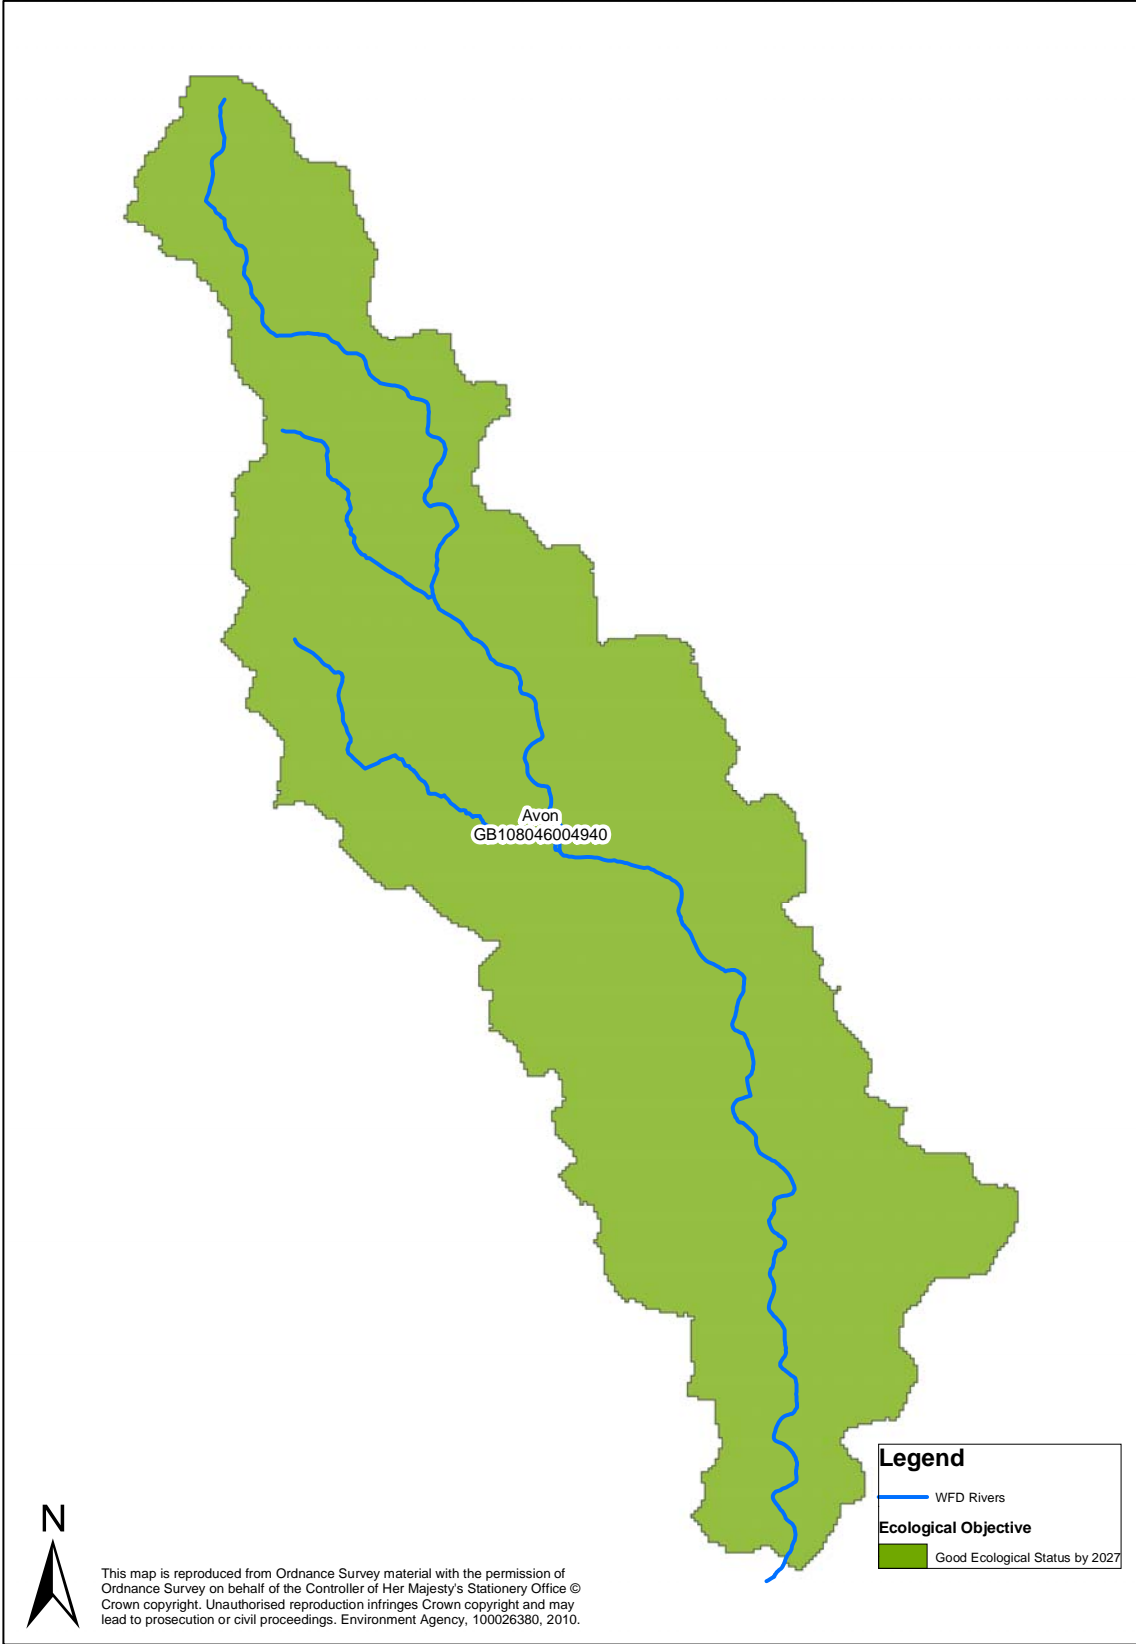 Avon
GB108046004940
Legend
WFD Rivers
Ecological Objective
Good Ecological Status by 2027
N
This map is reproduced from Ordnance Survey material with the permission of
Ordnance Survey on behalf of the Controller of Her Majesty's Stationery Office ©
Crown copyright. Unauthorised reproduction infringes Crown copyright and may
lead to prosecution or civil proceedings. Environment Agency, 100026380, 2010.